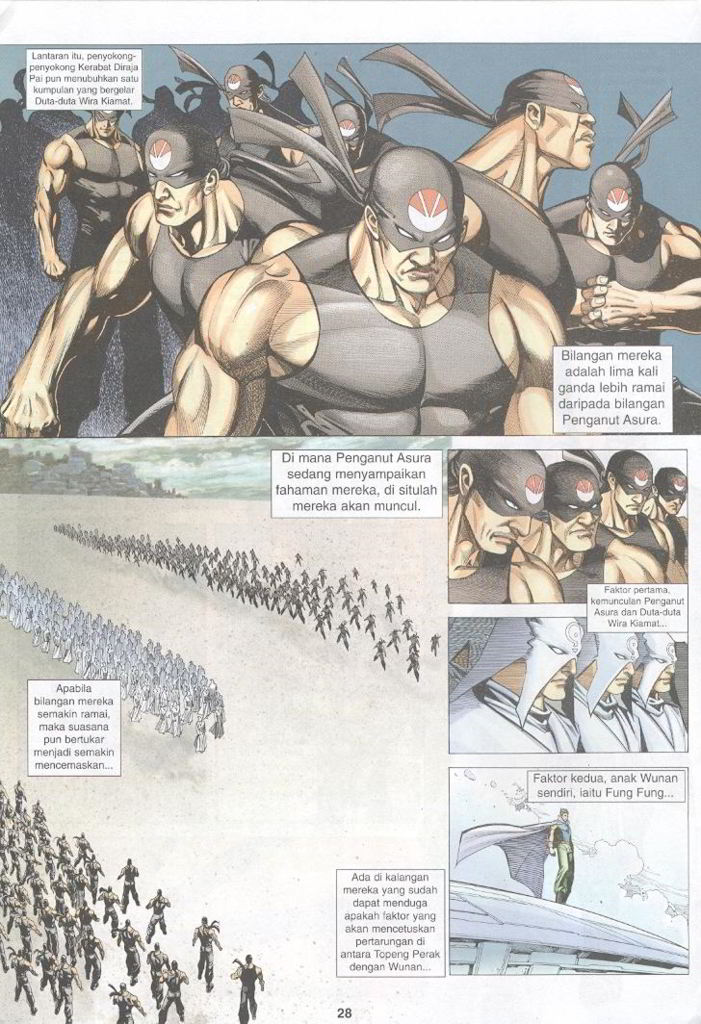 Lantaran itu, penyokong-
penyokong Kerabat Diraja
Pai pun menubuhkan satu
kumpulan yang bergelar
Duta-duta Wira Kiamat.
Bilangan mereka
adalah lima kali
ganda lebih ramai
daripada bilangan
Penganut Asura.
Di mana Penganut Asura
sedang menyampaikan
fahaman mereka, di situlah
mereka akan muncul.
Faktor pertama,
kemunculan Penganut
Asura dan Duta-duta
Wira Kiamat...
Apabila
bilangan mereka
semakin ramai,
maka suasana
pun bertukar
menjadi semakin
mencemaskan...
Faktor kedua, anak Wunan
sendiri, iaitu Fung Fung...
Ada di kalangan
mereka yang sudah
dapat menduga
apakah faktor yang
akan mencetuskan
pertarungan di
antara Topeng Perak
dengan Wunan...
28